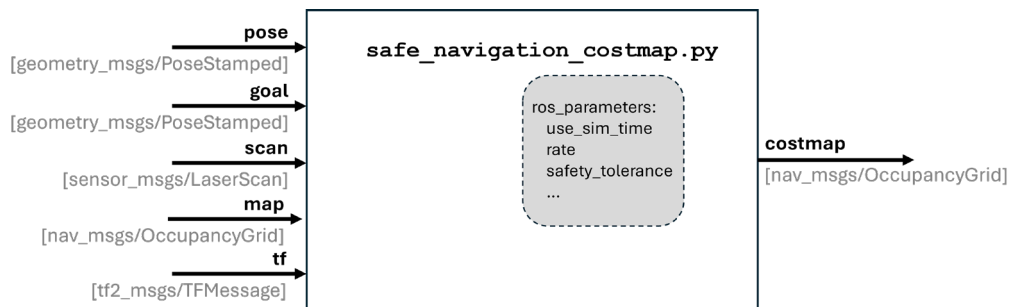 pose
[geometry_msgs/PoseStamped]
goal
[geometry_msgs/PoseStamped]
scan
[sensor_msgs/LaserScan]
map
[nav_msgs/OccupancyGrid]
tf
[tf2_msgs/TFMessage]
safe_navigation_costmap.py
ros_parameters:
use_sim_time
rate
safety_tolerance
...
costmap
[nav_msgs/OccupancyGrid]